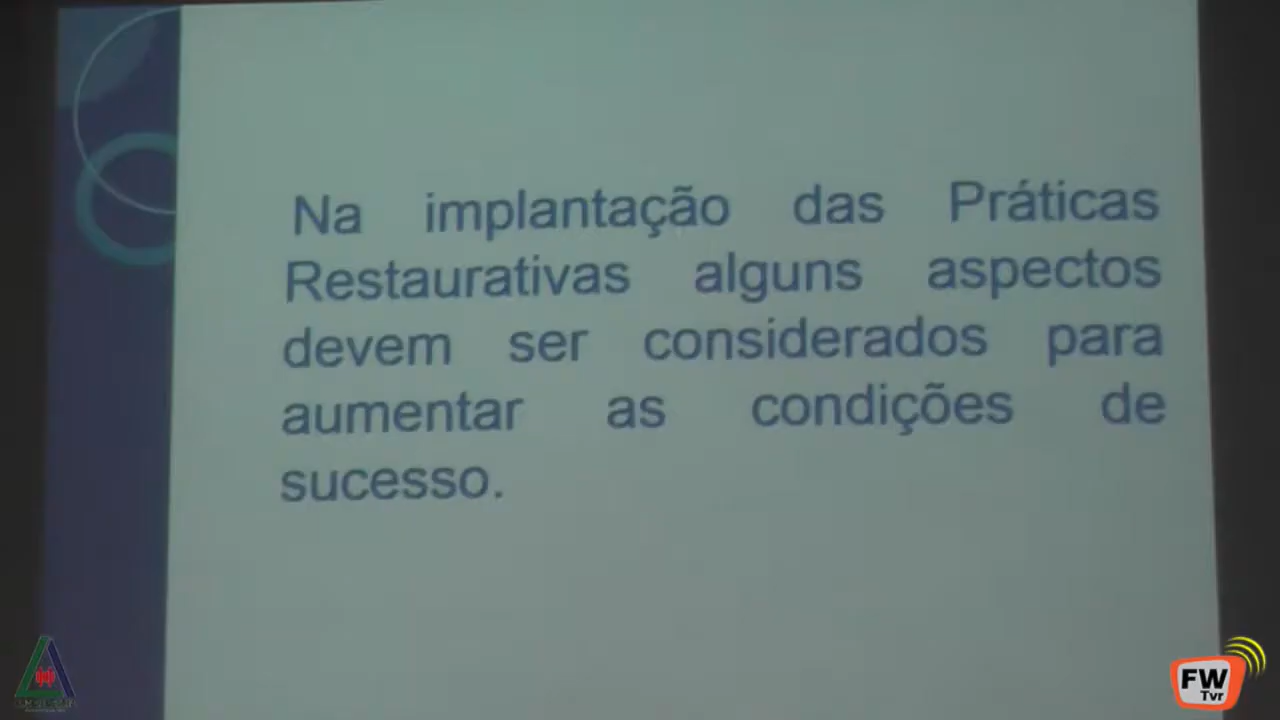 Na implantação das Práticas
Restaurativas alguns aspectos
devem ser considerados para
aumentar as condições de
sucesso.
FW
Tvr